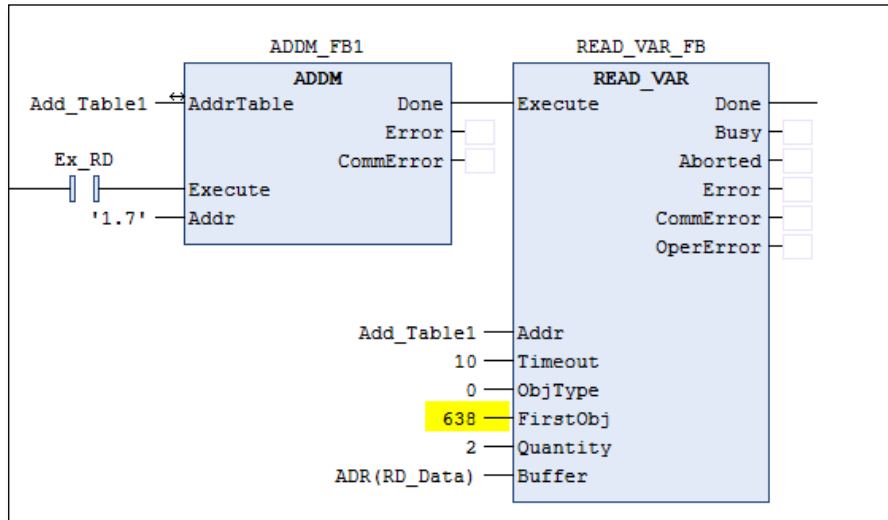 ADDM_FB1 READ_VAR_FB
ADDM READ_VAR
Add_Table1 AddrTable Done Execute Done
Error Busy
Ex_RD CommError Aborted
Execute Error
'1.7' Addr CommError
OperError
Add_Table1 Addr
10 Timeout
0 ObjType
638 FirstObj
2 Quantity
ADR(RD_Data) Buffer